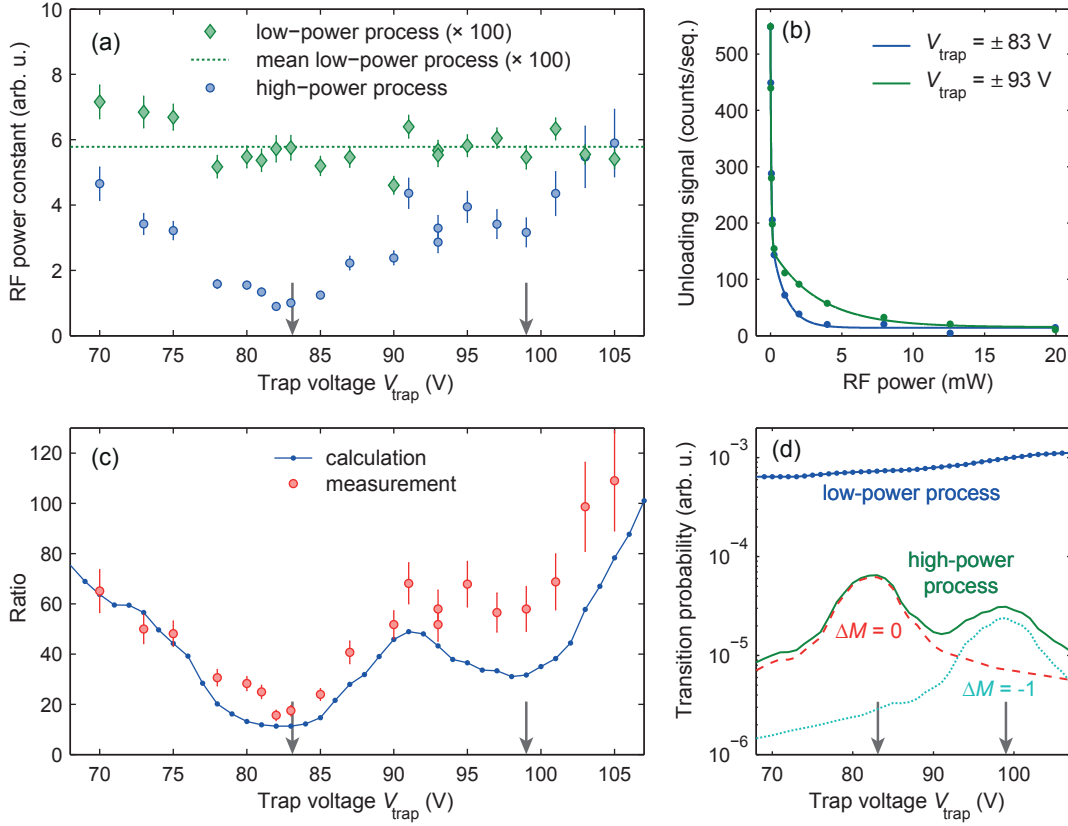 (a)
low-power process (× 100)
mean low-power process (× 100)
high-power process
RF power constant (arb. u.)
10
8
6
4
2
0
70 75 80 85 90 95 100 105
Trap voltage V_trap (V)
(b)
V_trap = ± 83 V
V_trap = ± 93 V
Unloading signal (counts/seq.)
500
400
300
200
100
0
0 4 8 12 16 20
RF power (mW)
(c)
calculation
measurement
Ratio
120
100
80
60
40
20
0
70 75 80 85 90 95 100 105
Trap voltage V_trap (V)
(d)
Transition probability (arb. u.)
10⁻³
10⁻⁴
10⁻⁵
10⁻⁶
low-power process
high-power
process
ΔM = 0
ΔM = -1
70 80 90 100
Trap voltage V_trap (V)